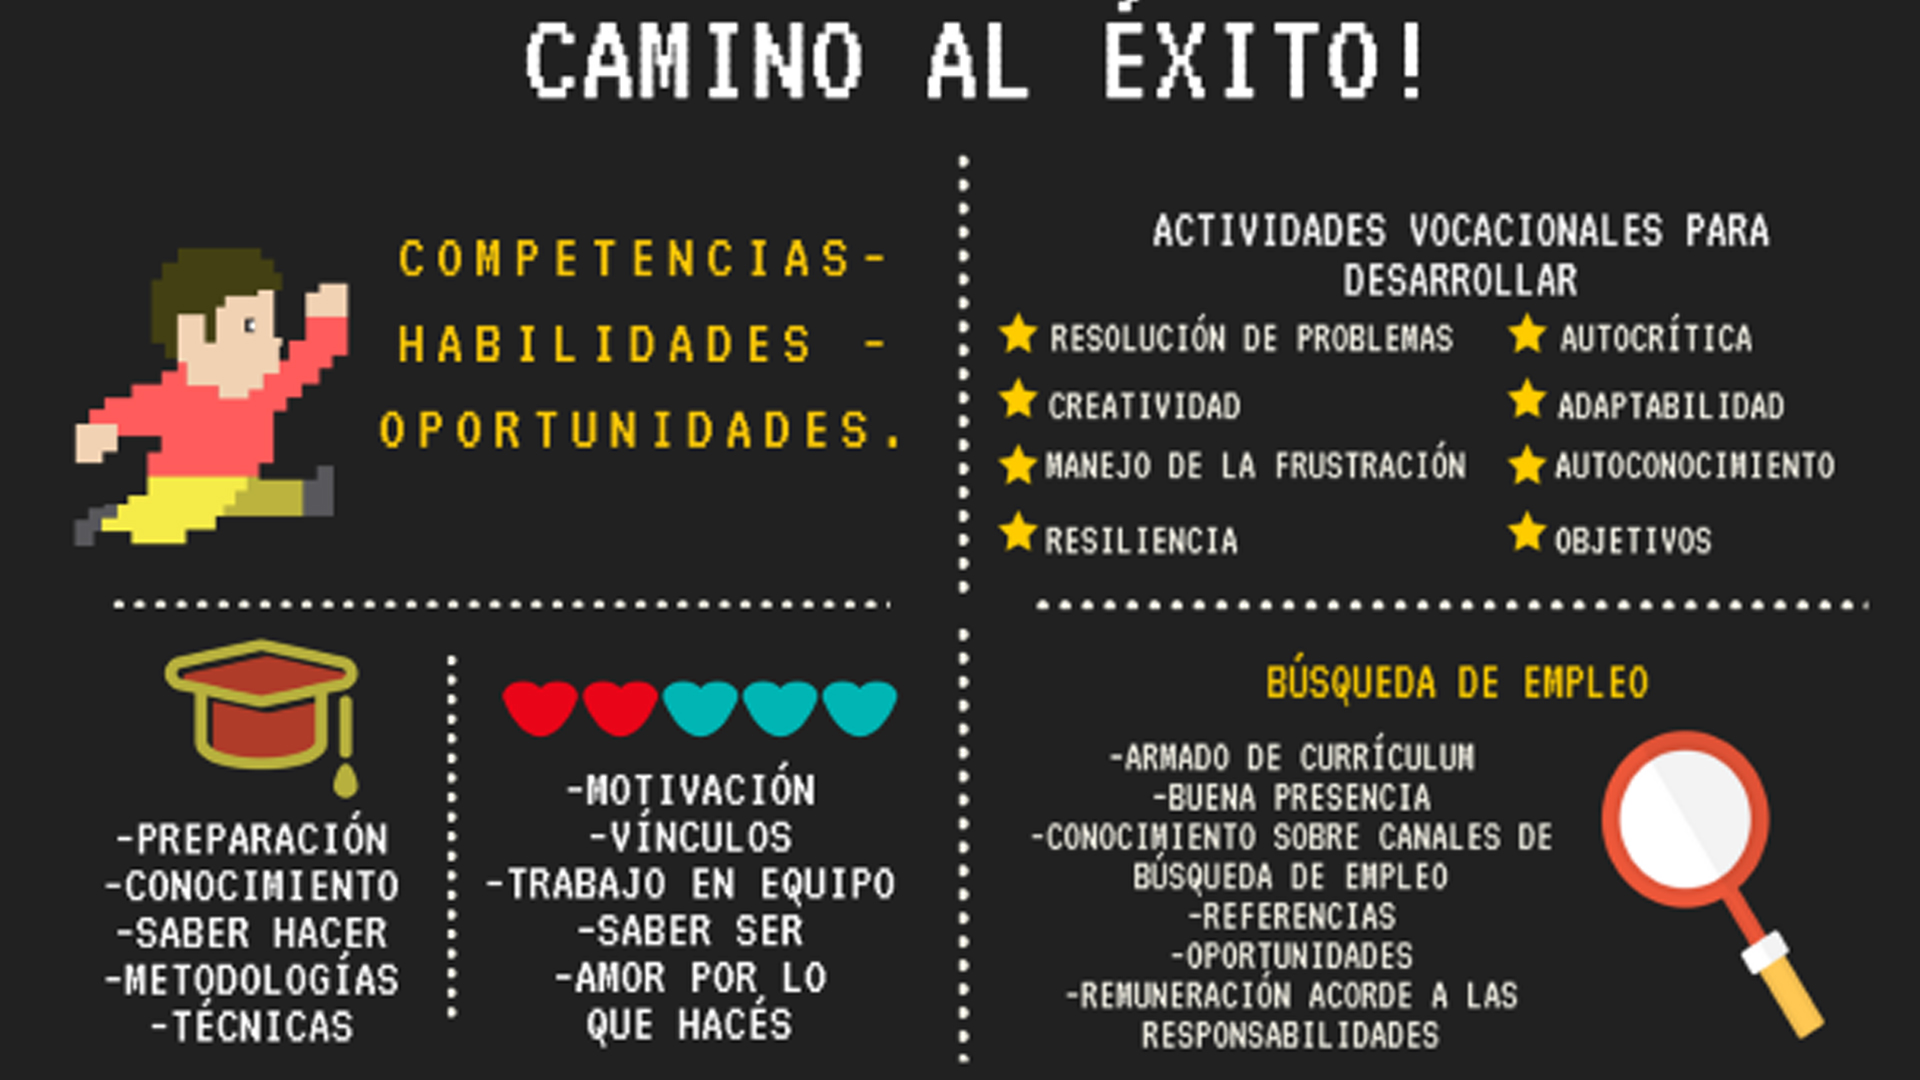 CAMINO AL ÉXITO!
COMPETENCIAS-
HABILIDADES -
OPORTUNIDADES.
ACTIVIDADES VOCACIONALES PARA
DESARROLLAR
RESOLUCIÓN DE PROBLEMAS
CREATIVIDAD
MANEJO DE LA FRUSTRACIÓN
RESILIENCIA
AUTOCRÍTICA
ADAPTABILIDAD
AUTOCONOCIMIENTO
OBJETIVOS
-PREPARACIÓN
-CONOCIMIENTO
-SABER HACER
-METODOLOGÍAS
-TÉCNICAS
-MOTIVACIÓN
-VÍNCULOS
-TRABAJO EN EQUIPO
-SABER SER
-AMOR POR LO
QUE HACÉS
BÚSQUEDA DE EMPLEO
-ARMADO DE CURRÍCULUM
-BUENA PRESENCIA
-CONOCIMIENTO SOBRE CANALES DE
BÚSQUEDA DE EMPLEO
-REFERENCIAS
-OPORTUNIDADES
-REMUNERACIÓN ACORDE A LAS
RESPONSABILIDADES